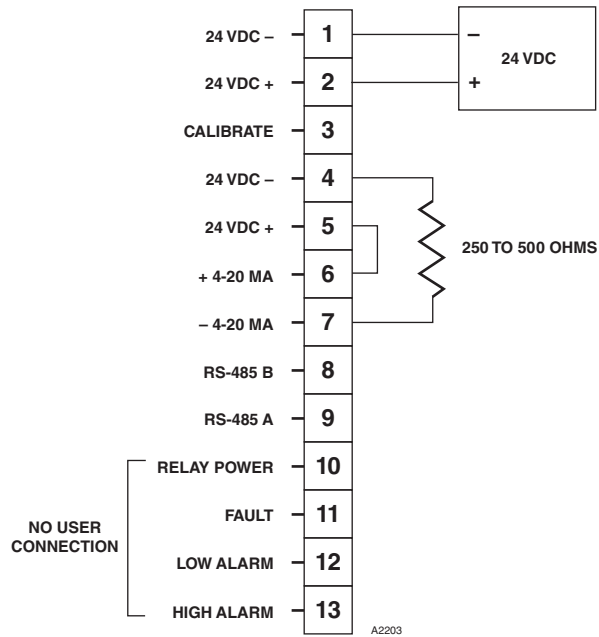 24 VDC – 1 –
24 VDC
24 VDC + 2 +
CALIBRATE 3
24 VDC – 4
24 VDC + 5
250 TO 500 OHMS
+ 4-20 MA 6
– 4-20 MA 7
RS-485 B 8
RS-485 A 9
RELAY POWER 10
FAULT 11
NO USER
CONNECTION
LOW ALARM 12
HIGH ALARM 13
A2203